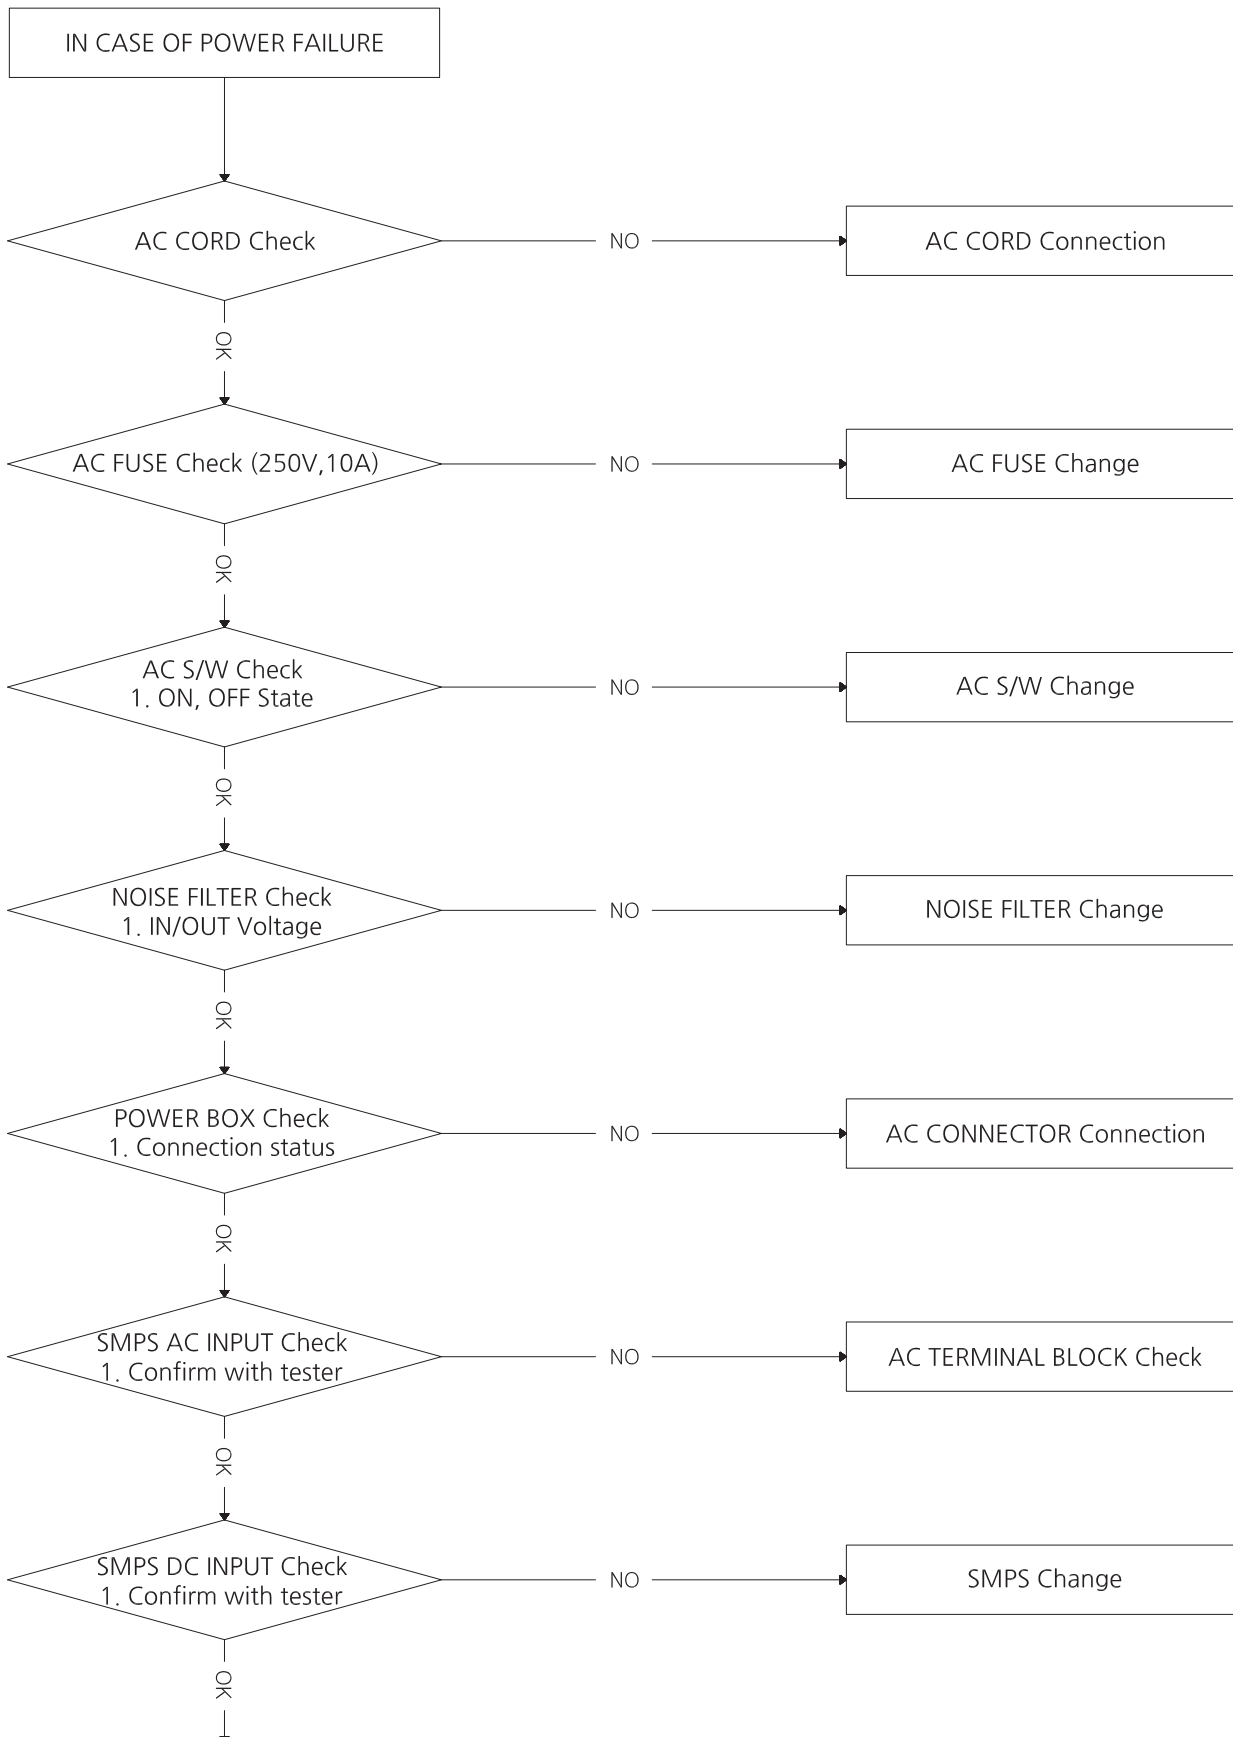 IN CASE OF POWER FAILURE
AC CORD Check
NO
AC CORD Connection
OK
AC FUSE Check (250V,10A)
NO
AC FUSE Change
OK
AC S/W Check
1. ON, OFF State
NO
AC S/W Change
OK
NOISE FILTER Check
1. IN/OUT Voltage
NO
NOISE FILTER Change
OK
POWER BOX Check
1. Connection status
NO
AC CONNECTOR Connection
OK
SMPS AC INPUT Check
1. Confirm with tester
NO
AC TERMINAL BLOCK Check
OK
SMPS DC INPUT Check
1. Confirm with tester
NO
SMPS Change
OK